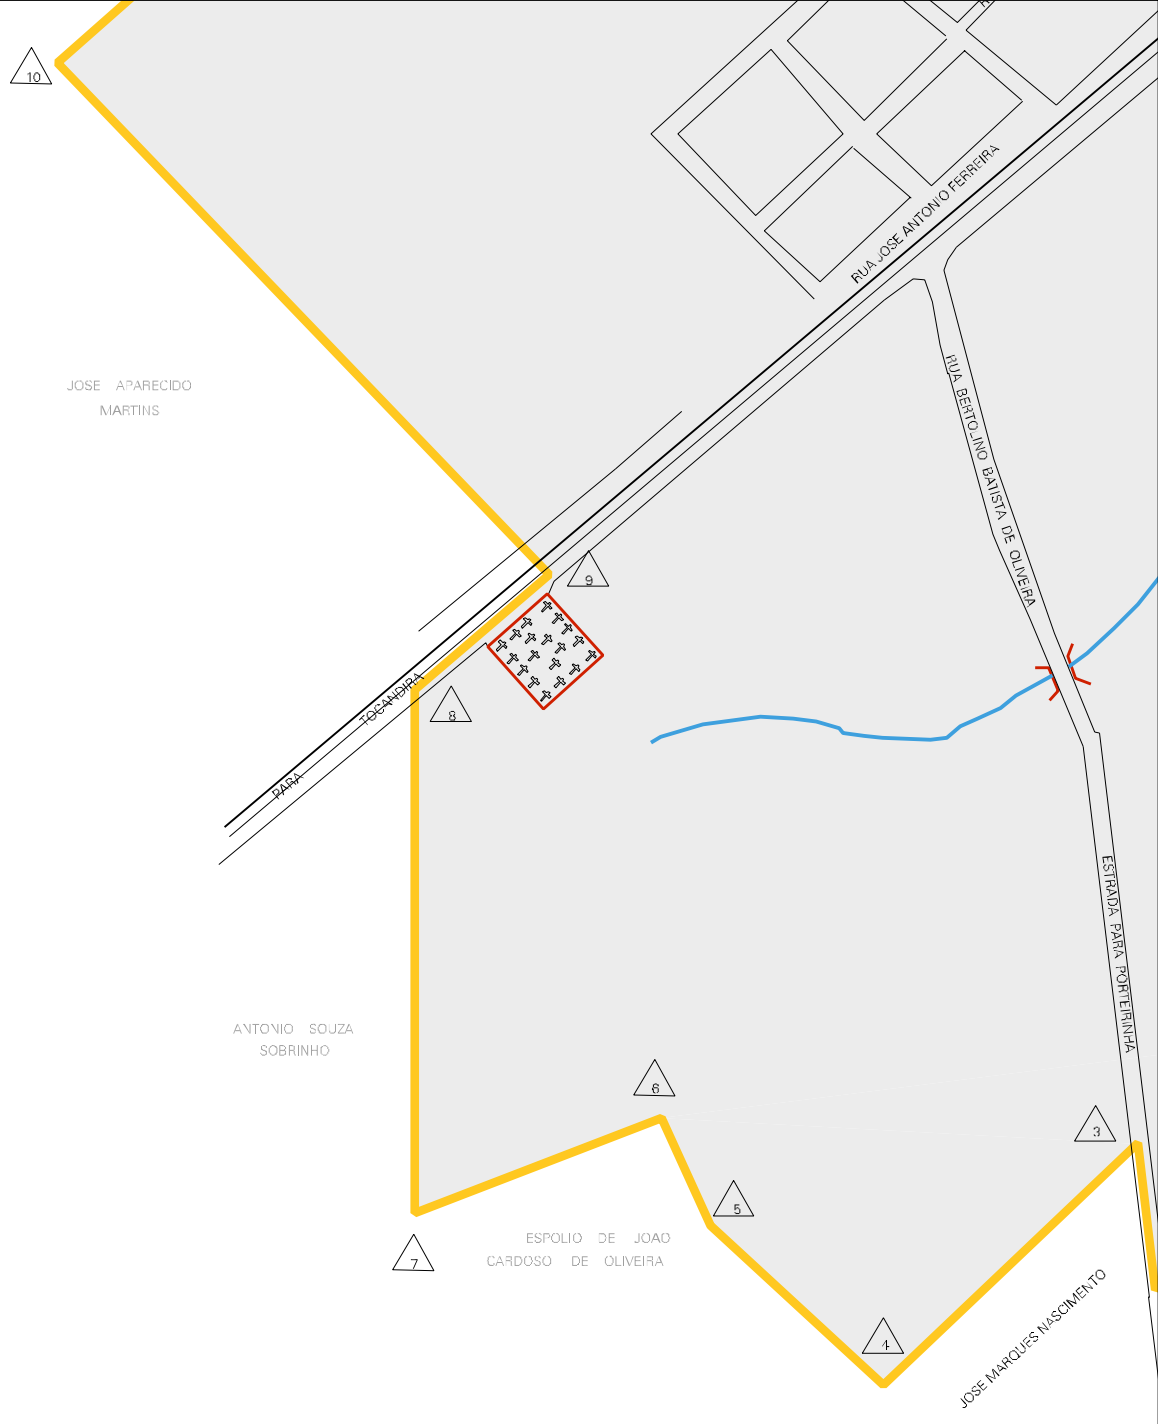 10
RUA JOSE ANTONIO FERREIRA
JOSE APARECIDO
MARTINS
RUA BERTOLINO BATISTA DE OLIVEIRA
9
8
PARA TOCANDIRA
ESTRADA PARA PORTEIRINHA
ANTONIO SOUZA
SOBRINHO
6
3
5
7
ESPOLIO DE JOAO
CARDOSO DE OLIVEIRA
4
JOSE MARQUES NASCIMENTO